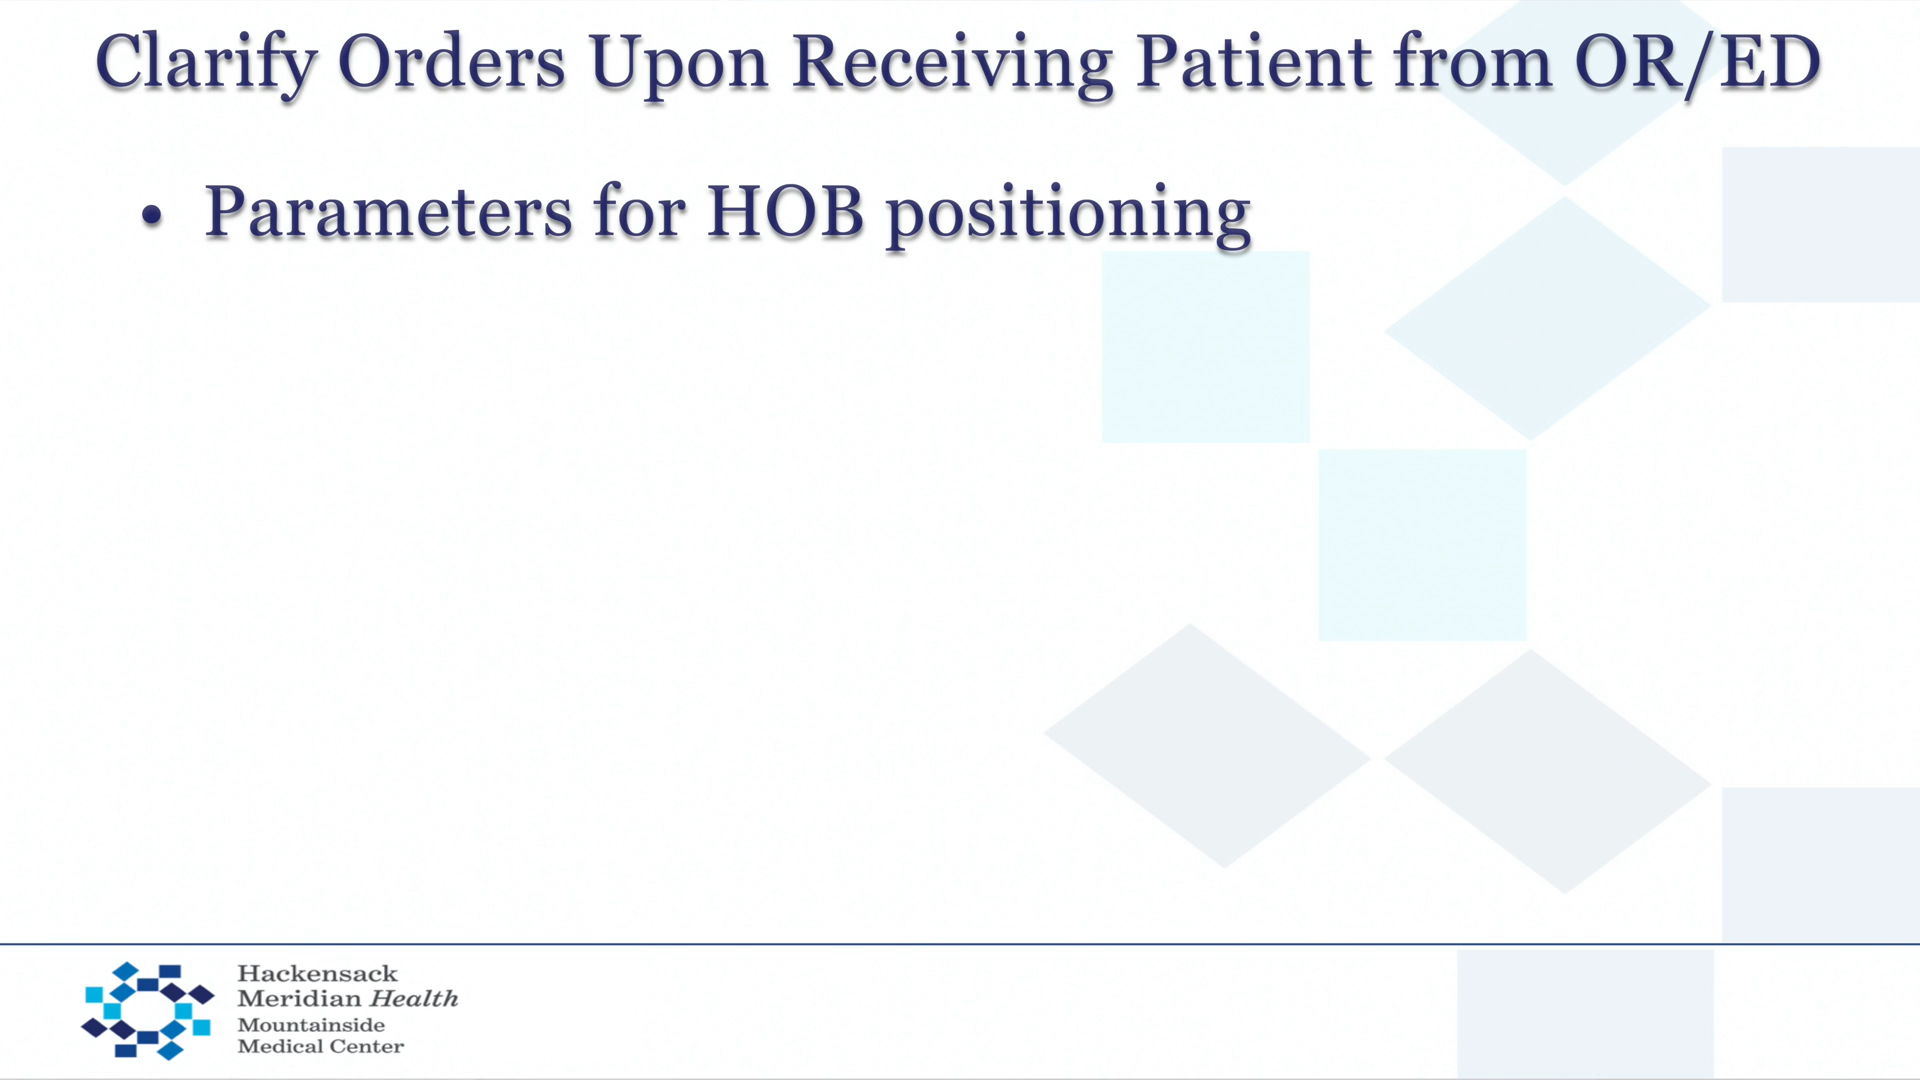 Clarify Orders Upon Receiving Patient from OR/ED
• Parameters for HOB positioning
Hackensack
Meridian Health
Mountainside
Medical Center